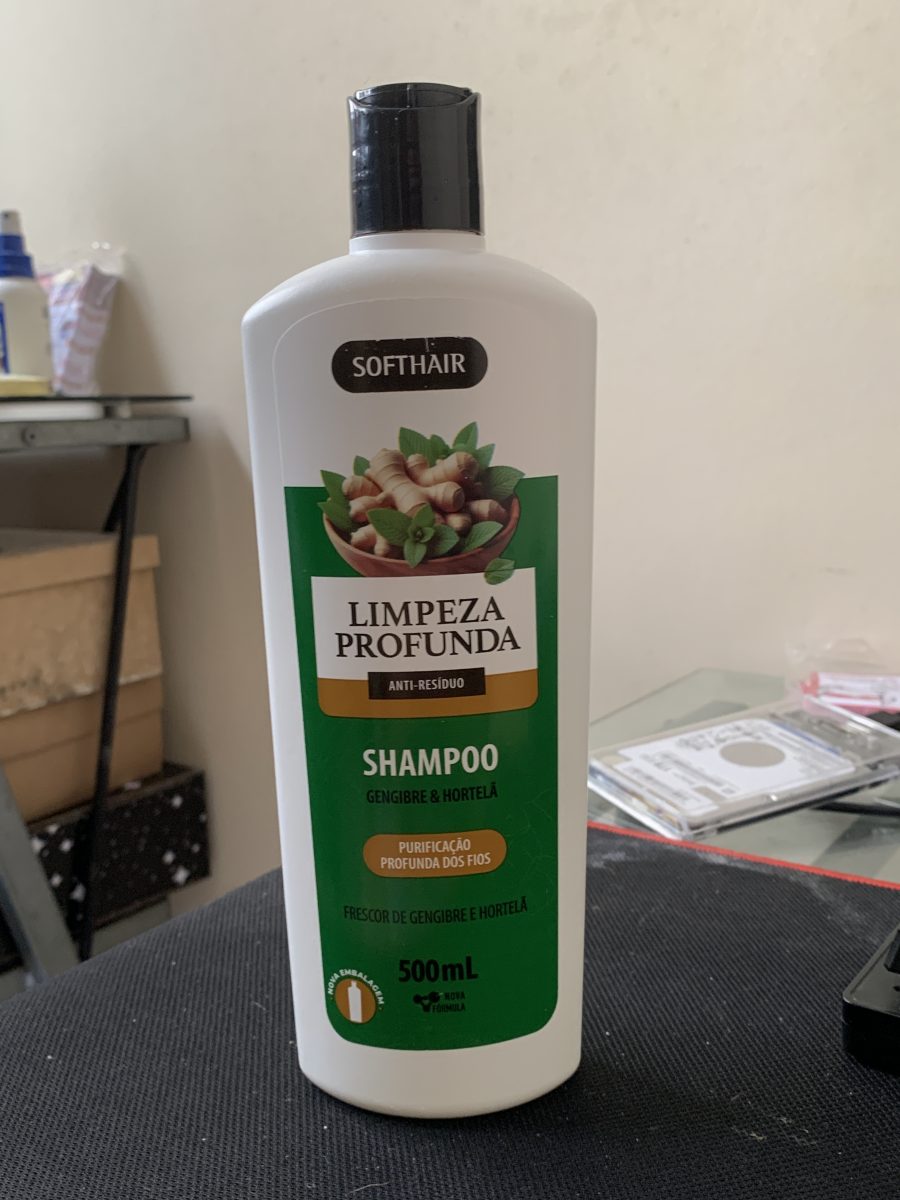 SOFTHAIR
LIMPEZA
PROFUNDA
ANTI-RESÍDUO
SHAMPOO
GENGIBRE & HORTELÃ
PURIFICAÇÃO
PROFUNDA DOS FIOS
FRESCOR DE GENGIBRE E HORTELÃ
500mL
NOVA EMBALAGEM
NOVA
FÓRMULA